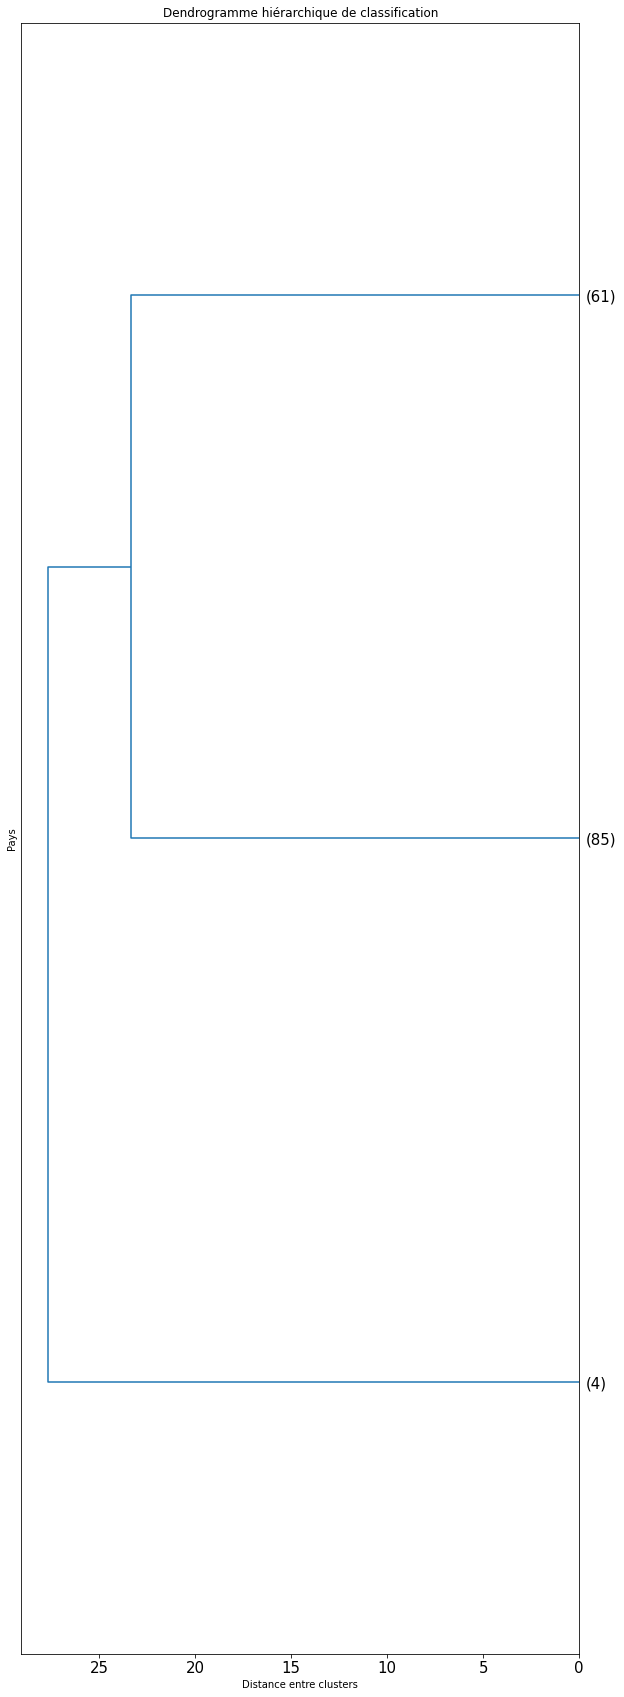 Dendrogramme hiérarchique de classification
(61)
(85)
Pays
(4)
25 20 15 10 5 0
Distance entre clusters